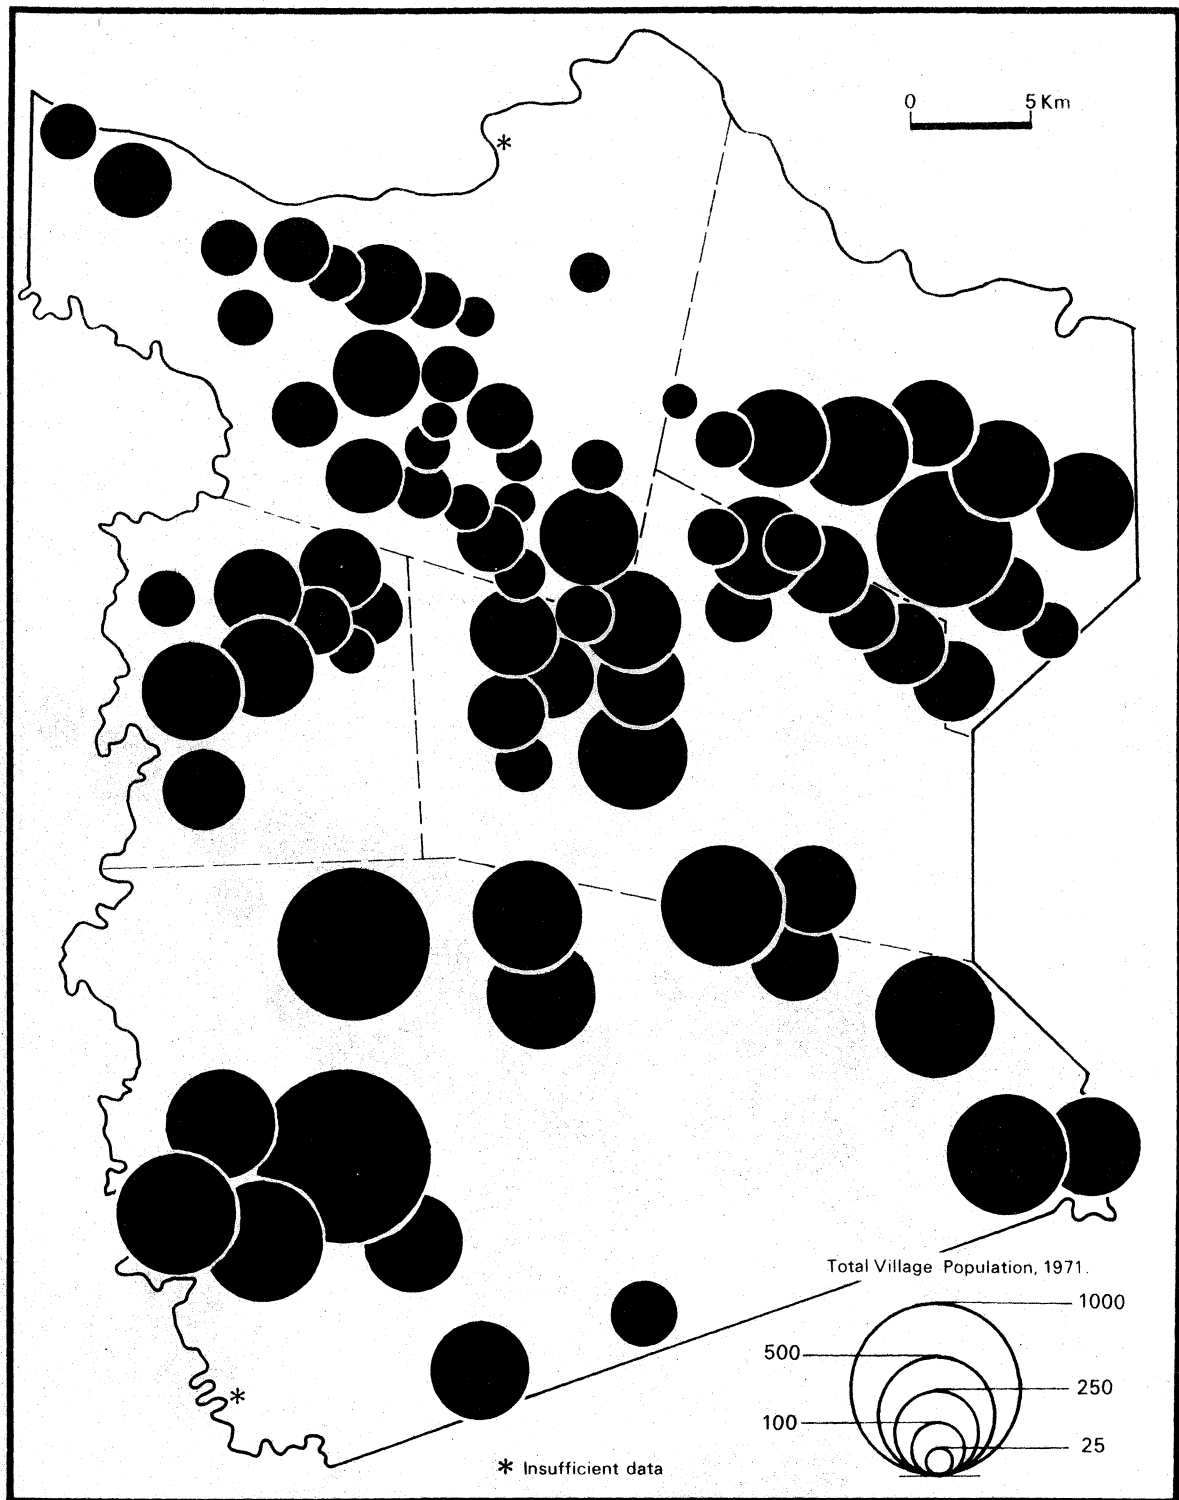 0 5 Km
*
Total Village Population, 1971.
1000
500
250
100
25
*
* Insufficient data